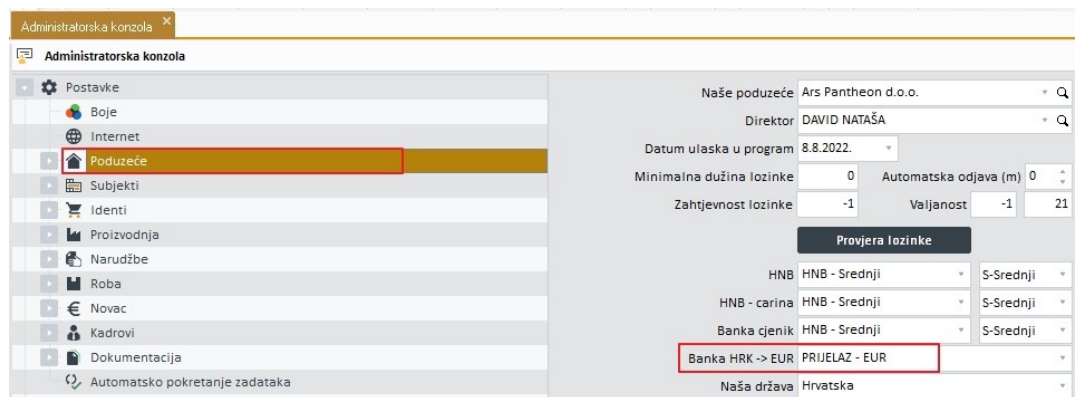 Administratorska konzola
Administratorska konzola
Postavke
Boje
Internet
Poduzeće
Subjekti
Identi
Proizvodnja
Narudžbe
Roba
Novac
Kadrovi
Dokumentacija
Automatsko pokretanje zadataka
Naše poduzeće Ars Pantheon d.o.o.
Direktor DAVID NATAŠA
Datum ulaska u program 8.8.2022.
Minimalna dužina lozinke 0 Automatska odjava (m) 0
Zahtjevnost lozinke -1 Valjanost -1 21
Provjera lozinke
HNB HNB - Srednji S-Srednji
HNB - carina HNB - Srednji S-Srednji
Banka cjenik HNB - Srednji S-Srednji
Banka HRK -> EUR PRIJELAZ - EUR
Naša država Hrvatska